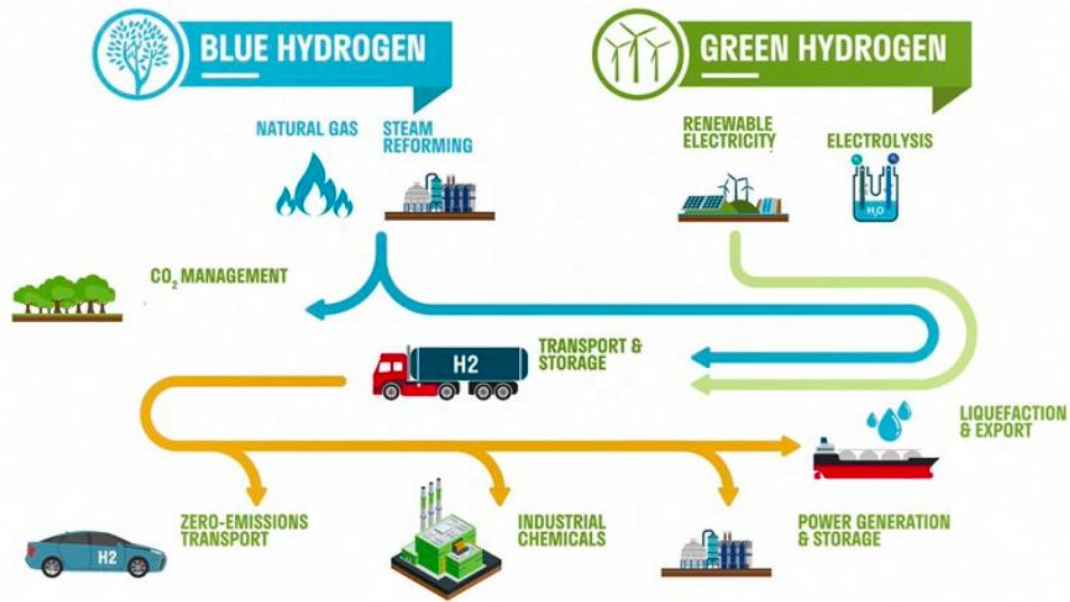 BLUE HYDROGEN
GREEN HYDROGEN
NATURAL GAS
STEAM
REFORMING
RENEWABLE
ELECTRICITY
ELECTROLYSIS
H₂O
CO₂ MANAGEMENT
H2
TRANSPORT &
STORAGE
LIQUEFACTION
& EXPORT
H2
ZERO-EMISSIONS
TRANSPORT
INDUSTRIAL
CHEMICALS
POWER GENERATION
& STORAGE